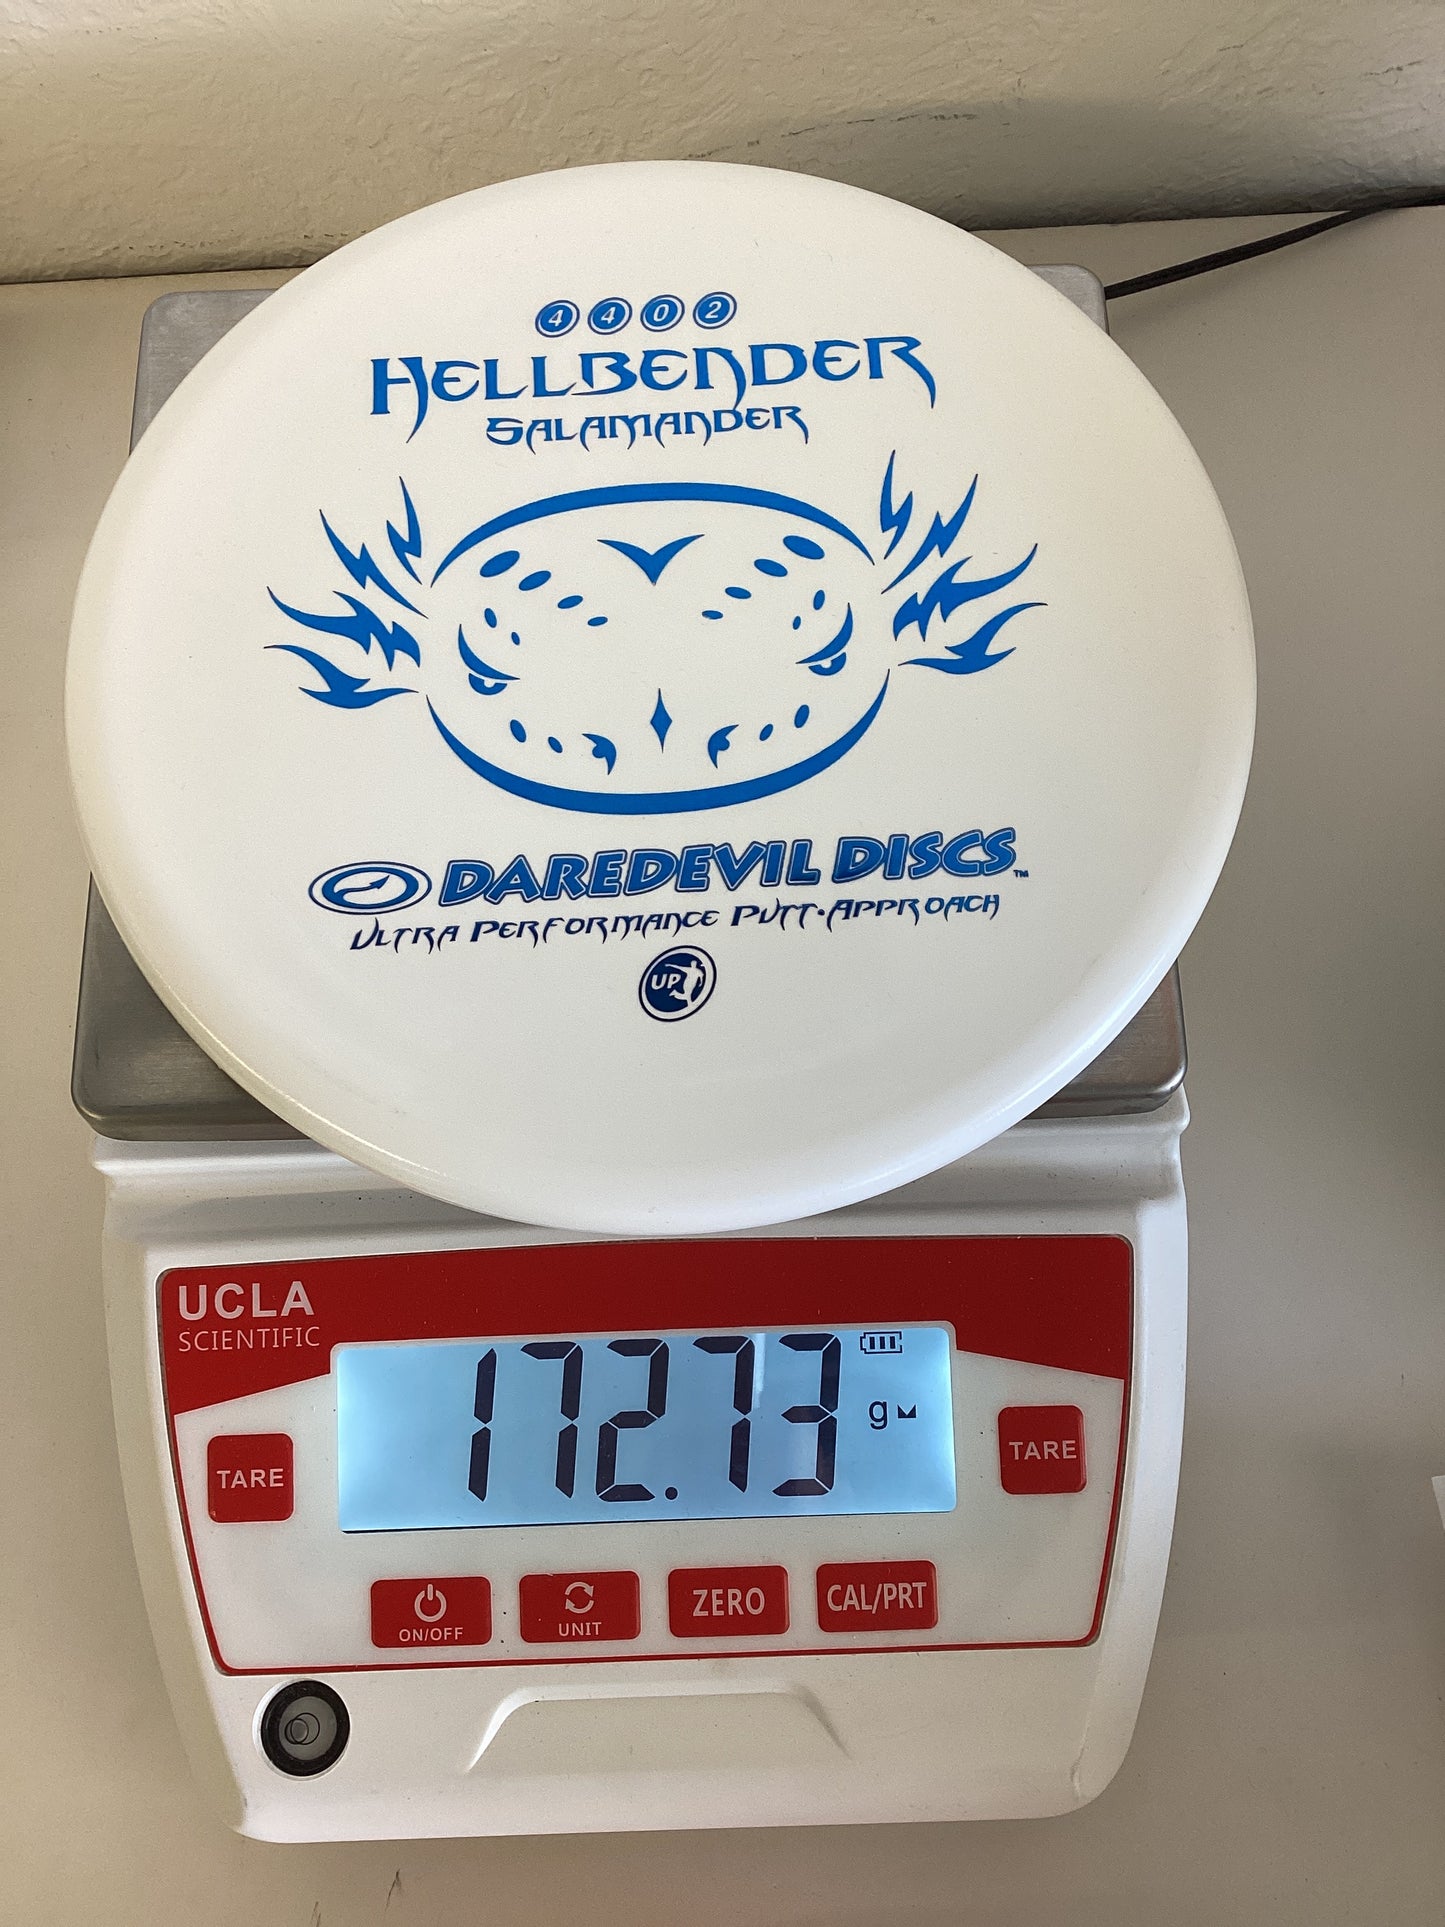 4 4 0 2
HELLBENDER
SALAMANDER
DAREDEVIL DISCS™
ULTRA PERFORMANCE PUTT•APPROACH
UP
UCLA
SCIENTIFIC
172.73 g
TARE
TARE
ON/OFF
UNIT
ZERO
CAL/PRT